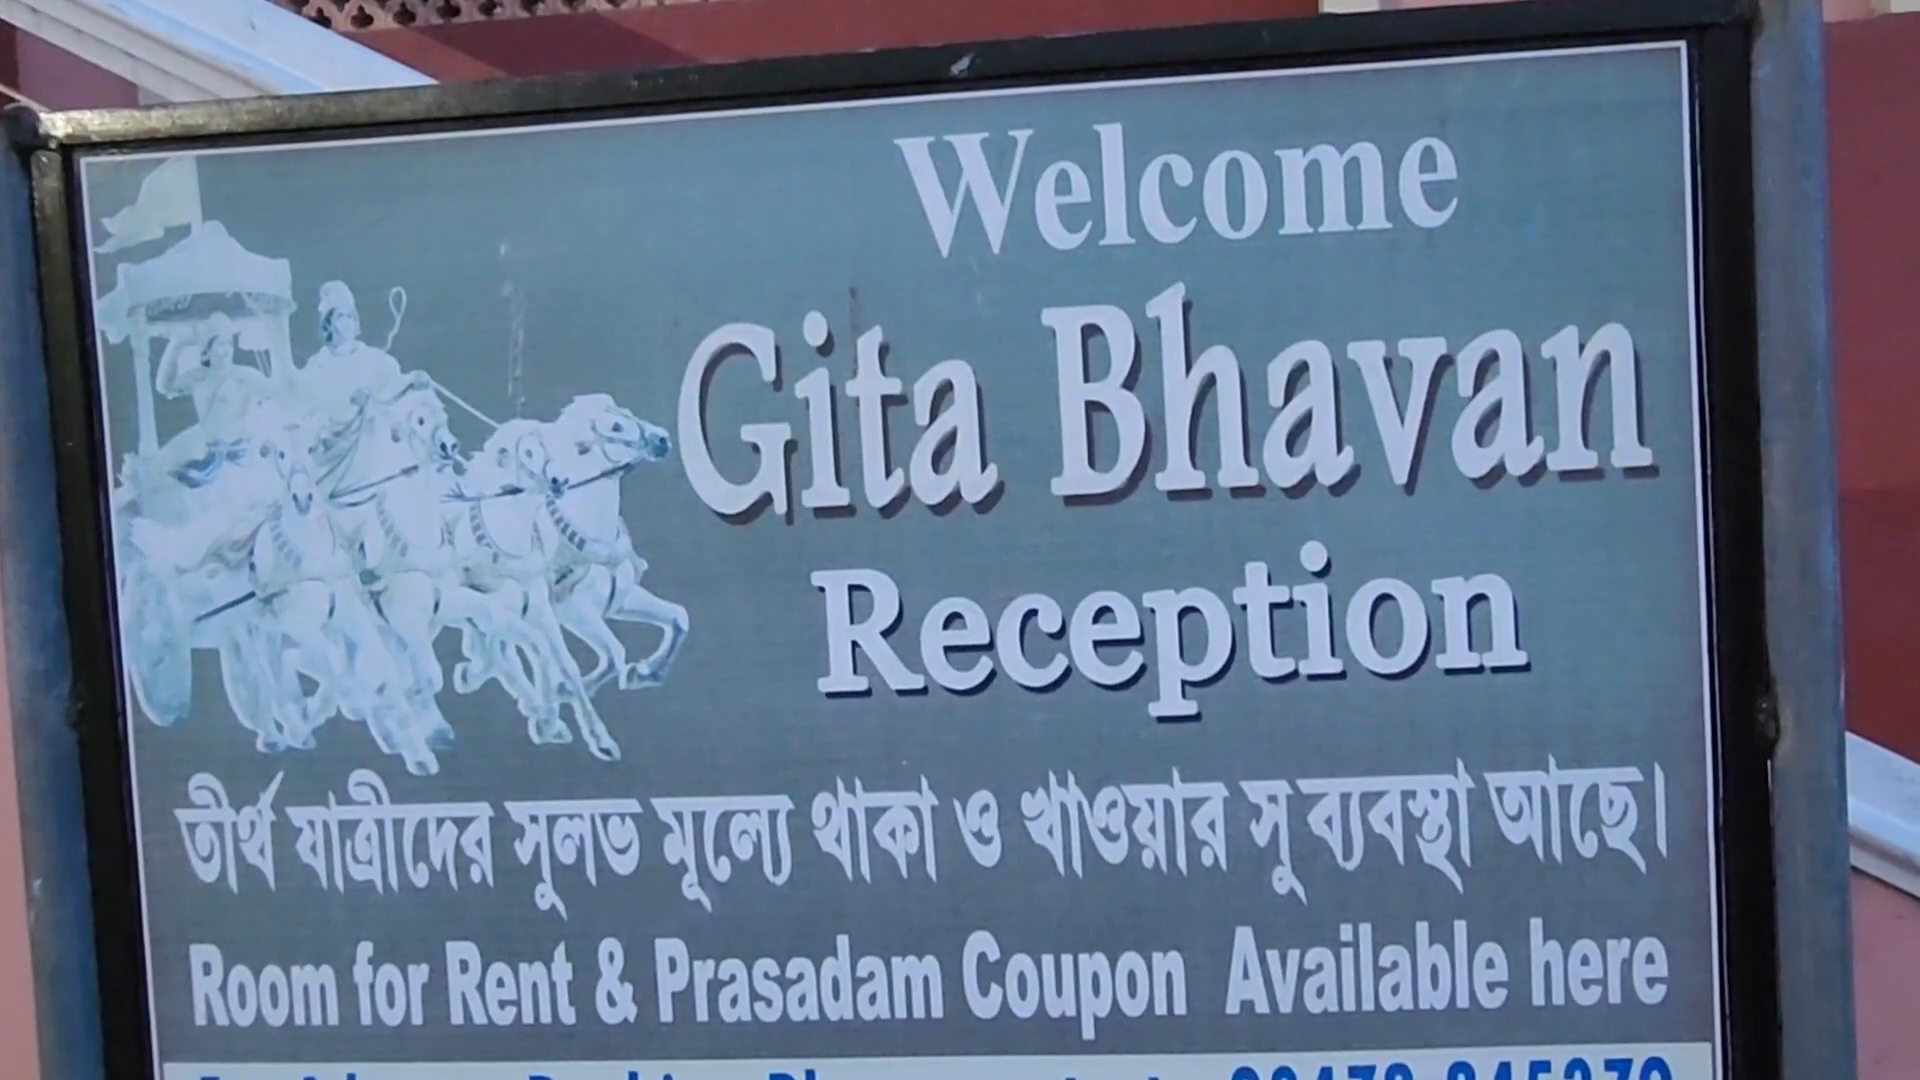 Welcome
Gita Bhavan
Reception
তীর্থ যাত্রীদের সুলভ মূল্যে থাকা ও খাওয়ার সু ব্যবস্থা আছে।
Room for Rent & Prasadam Coupon Available here